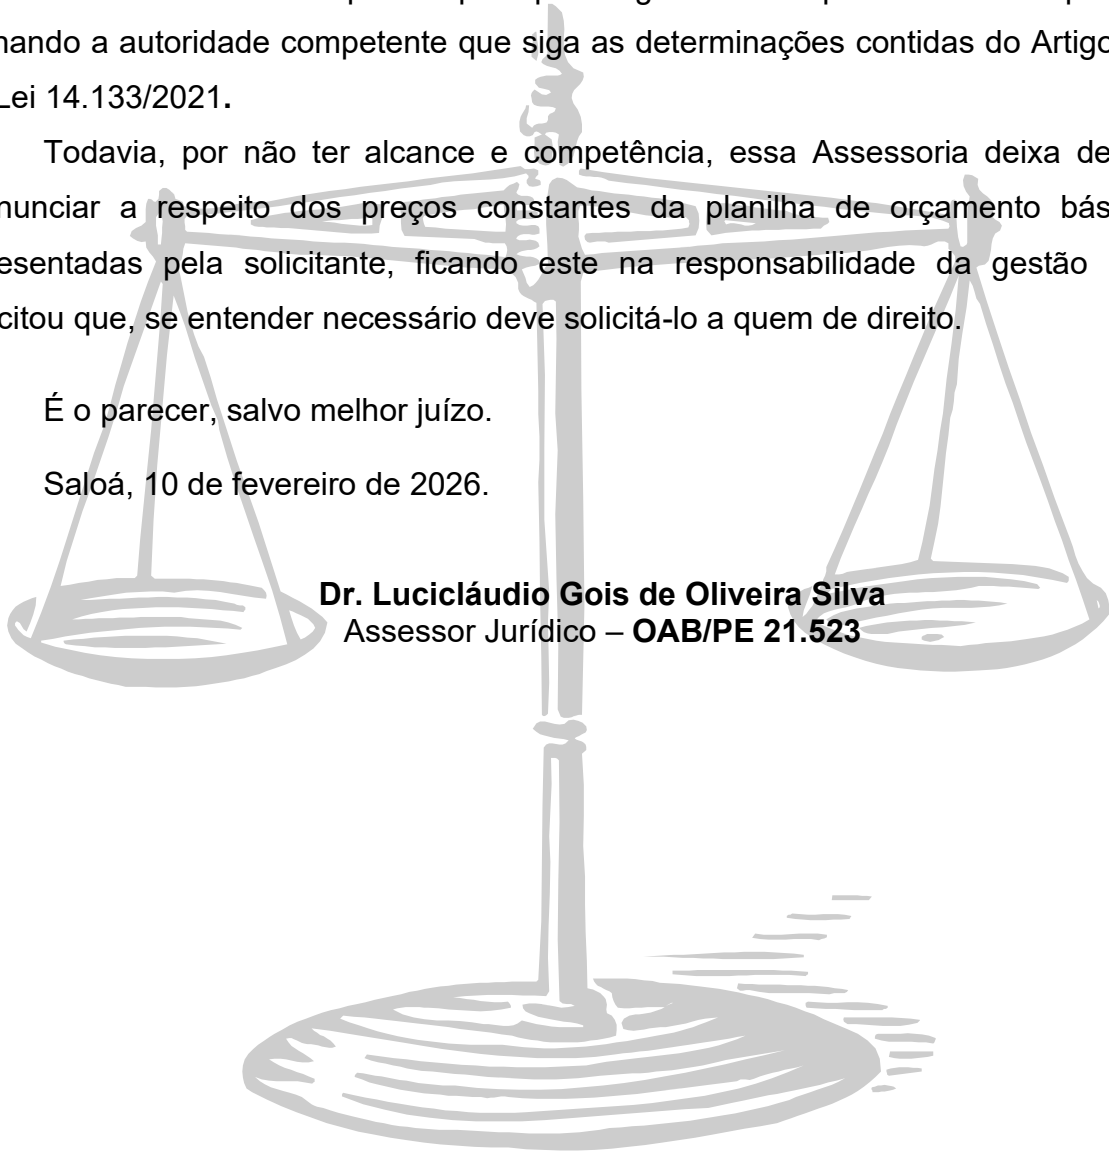 nando a autoridade competente que siga as determinações contidas do Artigo
Lei 14.133/2021.
Todavia, por não ter alcance e competência, essa Assessoria deixa de
nunciar a respeito dos preços constantes da planilha de orçamento bás
esentadas pela solicitante, ficando este na responsabilidade da gestão
citou que, se entender necessário deve solicitá-lo a quem de direito.
É o parecer, salvo melhor juízo.
Saloá, 10 de fevereiro de 2026.
Dr. Lucicláudio Gois de Oliveira Silva
Assessor Jurídico – OAB/PE 21.523